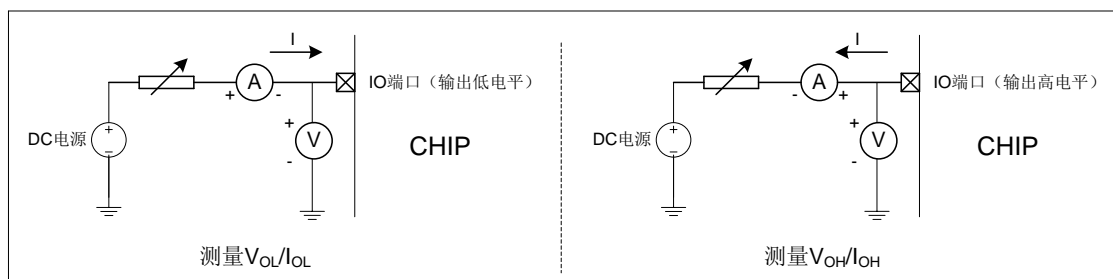 I
A
+ -
IO端口（输出低电平）
DC电源
+
-
+
V
-
CHIP
测量VOL/IOL
I
A
- +
IO端口（输出高电平）
DC电源
+
-
+
V
-
CHIP
测量VOH/IOH